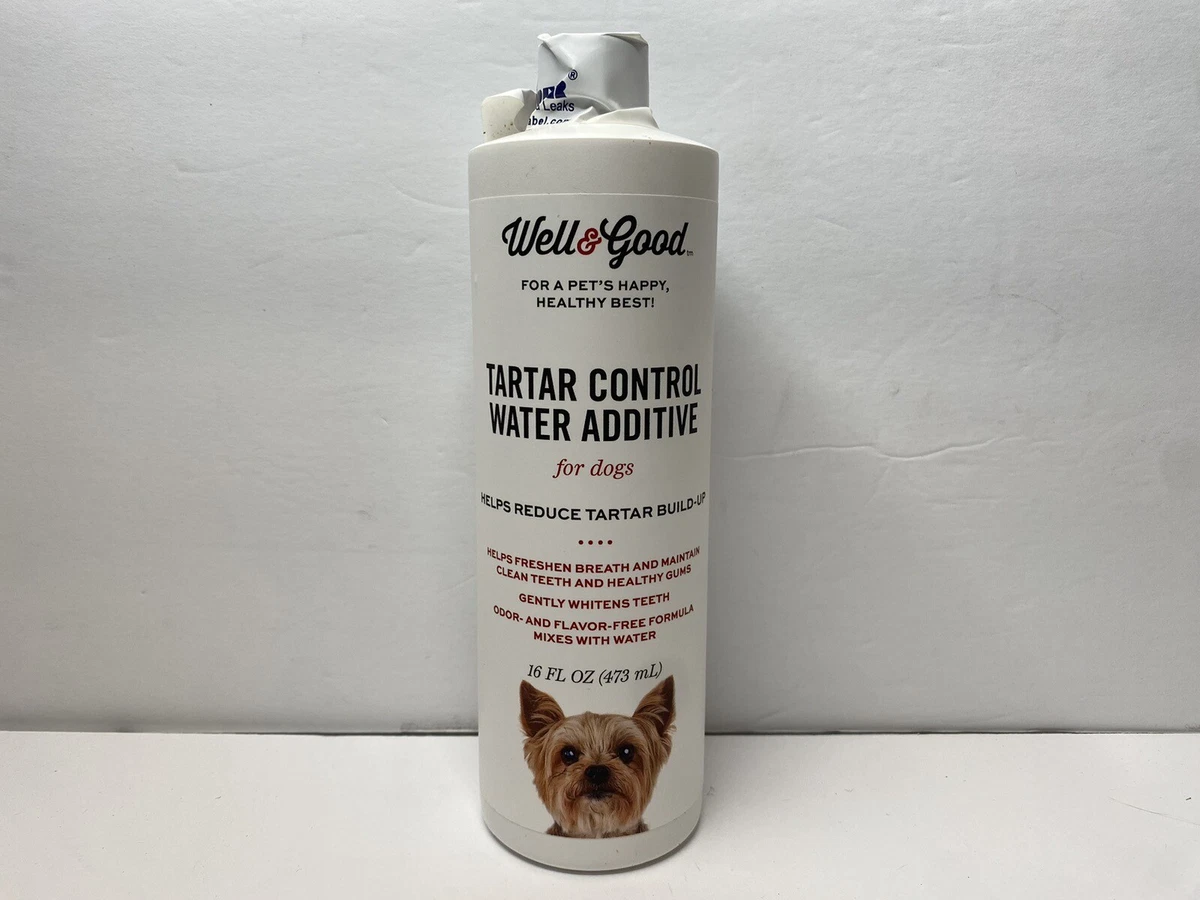 ®
Leaks
Well&Good™
FOR A PET'S HAPPY,
HEALTHY BEST!
TARTAR CONTROL
WATER ADDITIVE
for dogs
HELPS REDUCE TARTAR BUILD-UP
HELPS FRESHEN BREATH AND MAINTAIN
CLEAN TEETH AND HEALTHY GUMS
GENTLY WHITENS TEETH
ODOR- AND FLAVOR-FREE FORMULA
MIXES WITH WATER
16 FL OZ (473 mL)